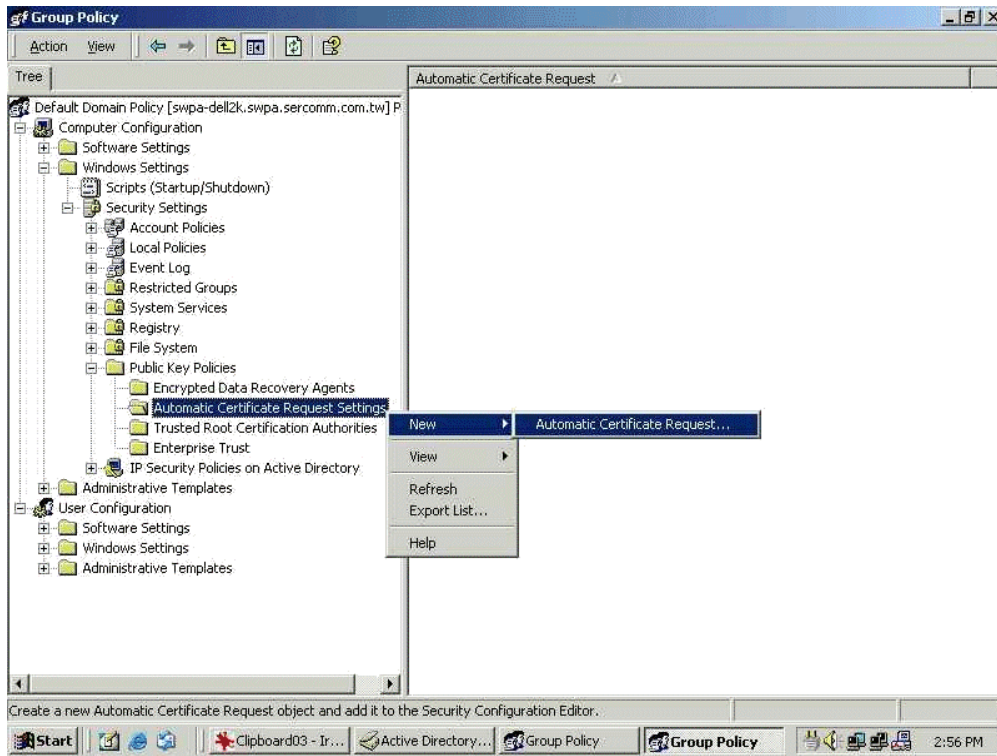 Group Policy
Action View
Tree
Automatic Certificate Request
Default Domain Policy [swpa-dell2k.swpa.sercomm.com.tw] P
Computer Configuration
Software Settings
Windows Settings
Scripts (Startup/Shutdown)
Security Settings
Account Policies
Local Policies
Event Log
Restricted Groups
System Services
Registry
File System
Public Key Policies
Encrypted Data Recovery Agents
Automatic Certificate Request Settings
Trusted Root Certification Authorities
Enterprise Trust
IP Security Policies on Active Directory
Administrative Templates
User Configuration
Software Settings
Windows Settings
Administrative Templates
New
Automatic Certificate Request...
View
Refresh
Export List...
Help
Create a new Automatic Certificate Request object and add it to the Security Configuration Editor.
Start
Clipboard03 - Ir...
Active Directory...
Group Policy
Group Policy
2:56 PM